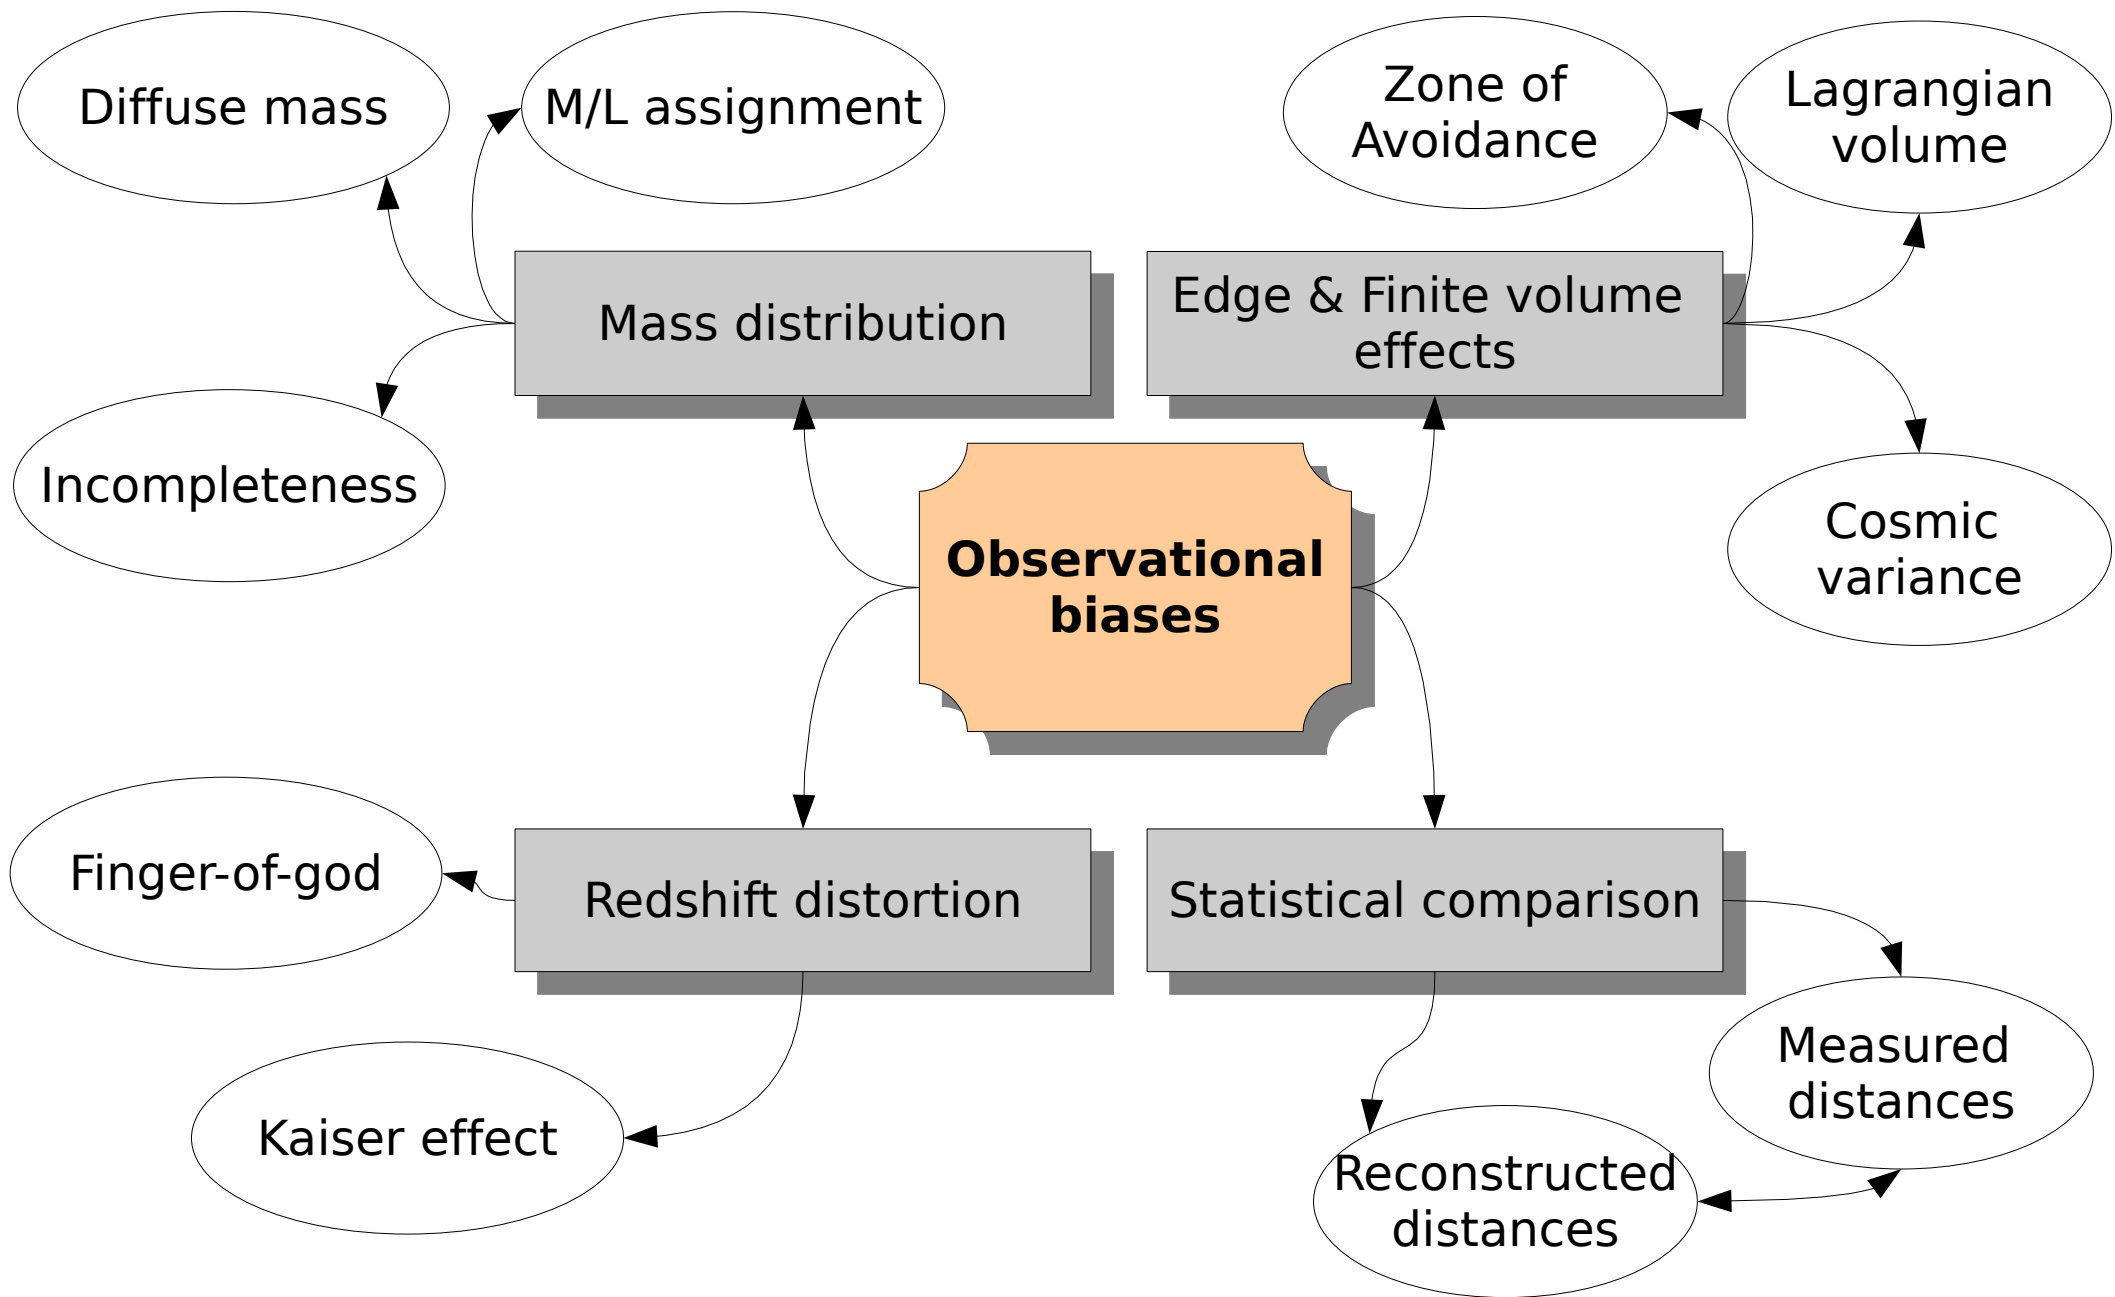 Diffuse mass
M/L assignment
Zone of
Avoidance
Lagrangian
volume
Mass distribution
Edge & Finite volume
effects
Incompleteness
Observational
biases
Cosmic
variance
Finger-of-god
Redshift distortion
Statistical comparison
Kaiser effect
Measured
distances
Reconstructed
distances